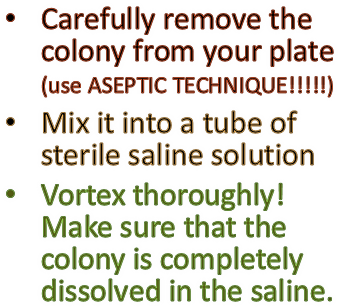 • Carefully remove the
colony from your plate
(use ASEPTIC TECHNIQUE!!!!!)
• Mix it into a tube of
sterile saline solution
• Vortex thoroughly!
Make sure that the
colony is completely
dissolved in the saline.